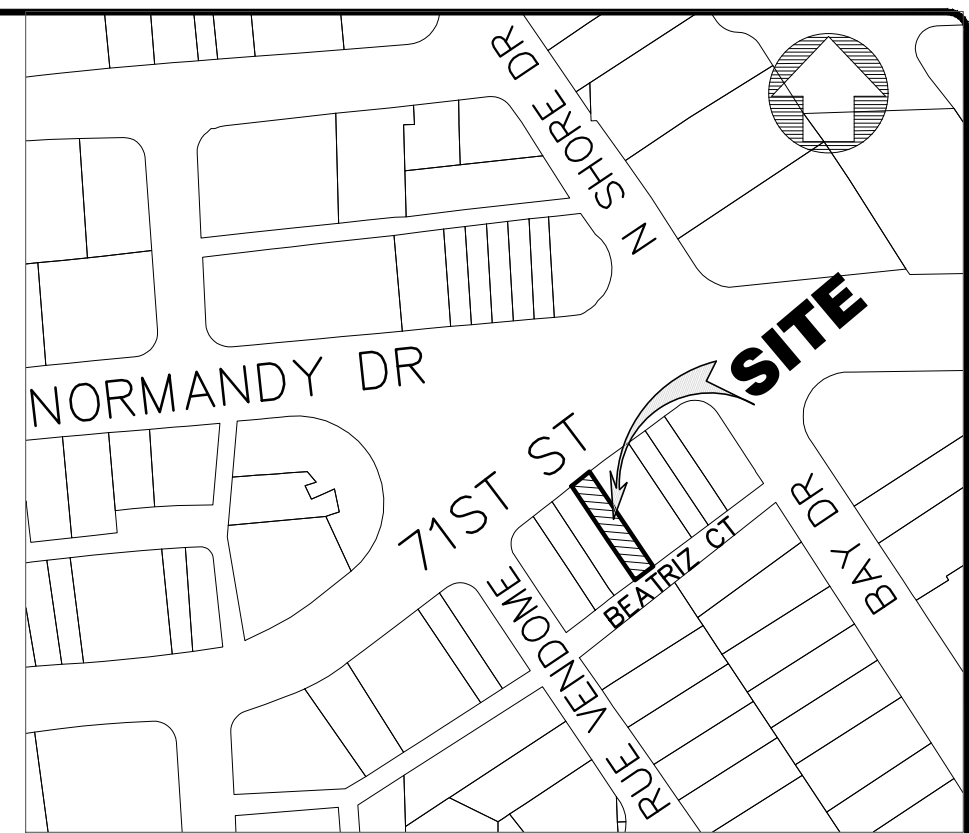 N SHORE DR
SITE
NORMANDY DR
71ST ST
BEATRIZ CT
BAY DR
RUE VENDOME